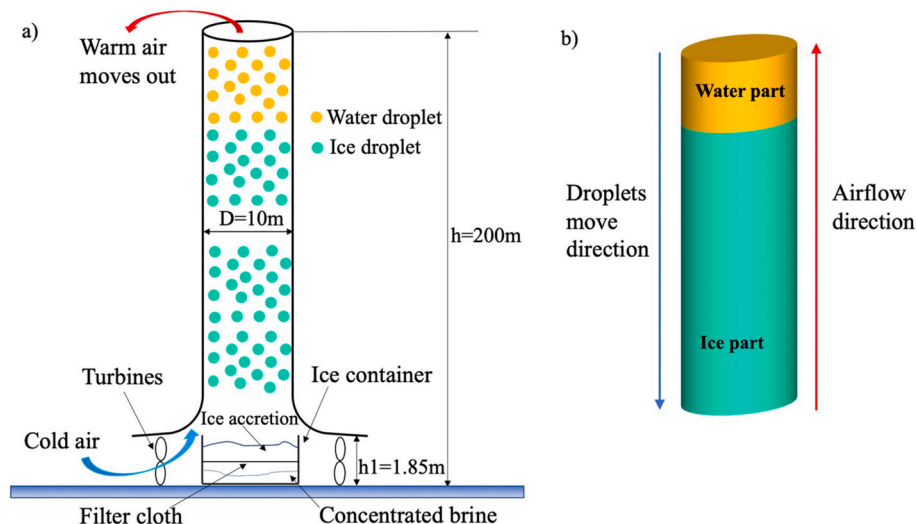 a)
Warm air
moves out
Water droplet
Ice droplet
D=10m
h=200m
Turbines
Ice container
Ice accretion
Cold air
h1=1.85m
Filter cloth
Concentrated brine
b)
Water part
Droplets
move
direction
Airflow
direction
Ice part